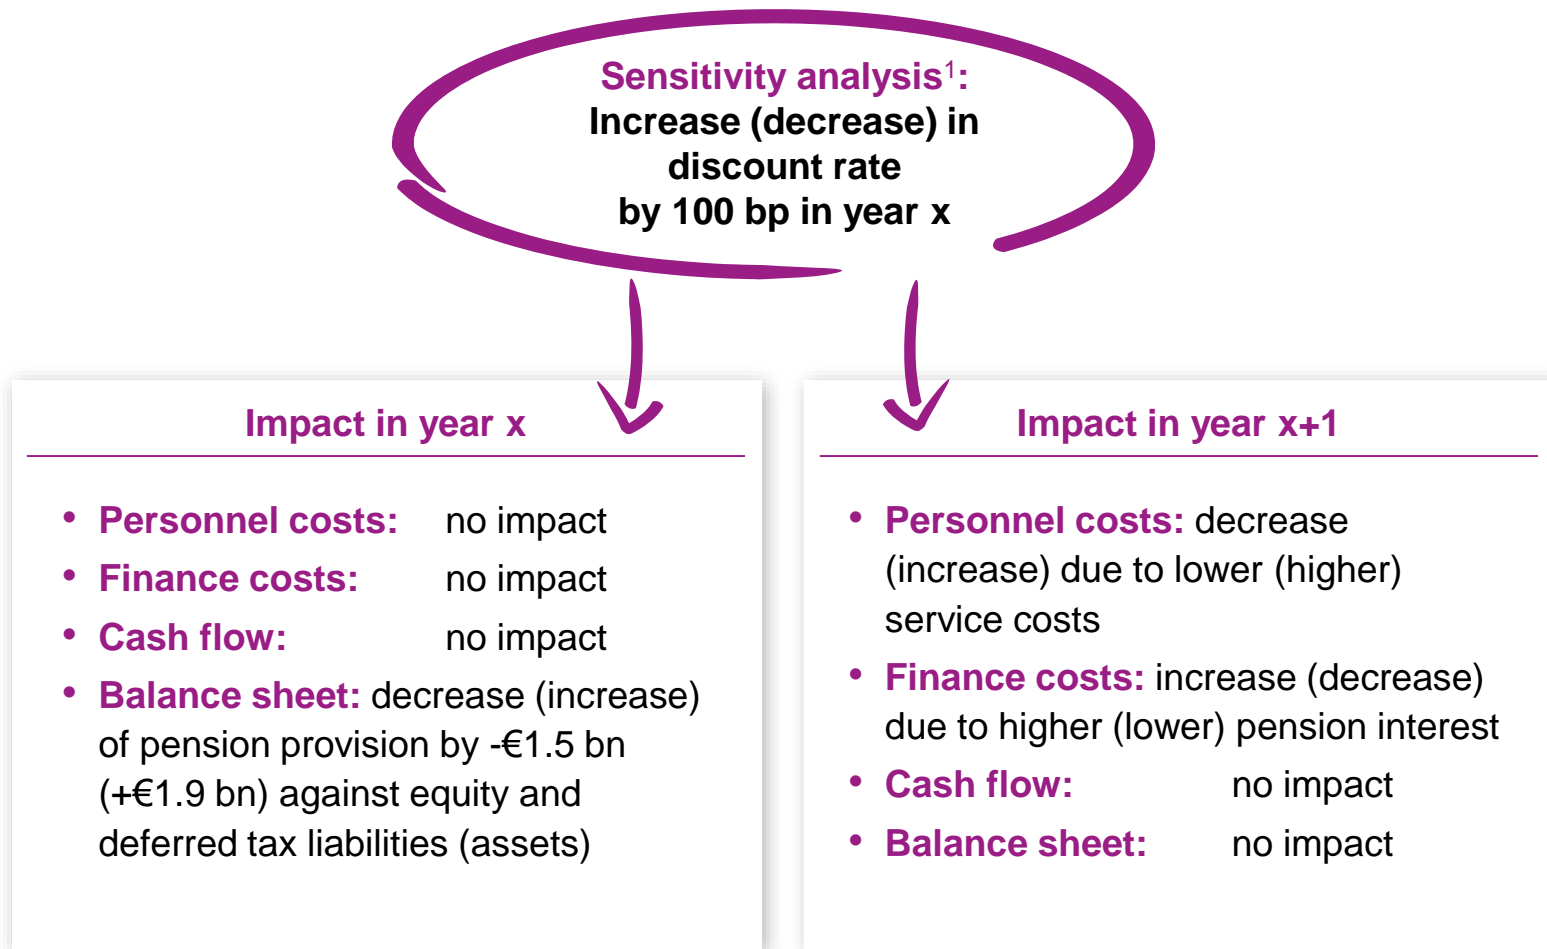 Sensitivity analysis¹:
Increase (decrease) in
discount rate
by 100 bp in year x
Impact in year x
• Personnel costs: no impact
• Finance costs: no impact
• Cash flow: no impact
• Balance sheet: decrease (increase)
of pension provision by -€1.5 bn
(+€1.9 bn) against equity and
deferred tax liabilities (assets)
Impact in year x+1
• Personnel costs: decrease
(increase) due to lower (higher)
service costs
• Finance costs: increase (decrease)
due to higher (lower) pension interest
• Cash flow: no impact
• Balance sheet: no impact